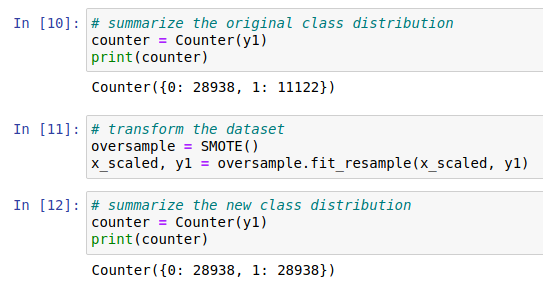 In [10]: # summarize the original class distribution
counter = Counter(y1)
print(counter)
Counter({0: 28938, 1: 11122})
In [11]: # transform the dataset
oversample = SMOTE()
x_scaled, y1 = oversample.fit_resample(x_scaled, y1)
In [12]: # summarize the new class distribution
counter = Counter(y1)
print(counter)
Counter({0: 28938, 1: 28938})